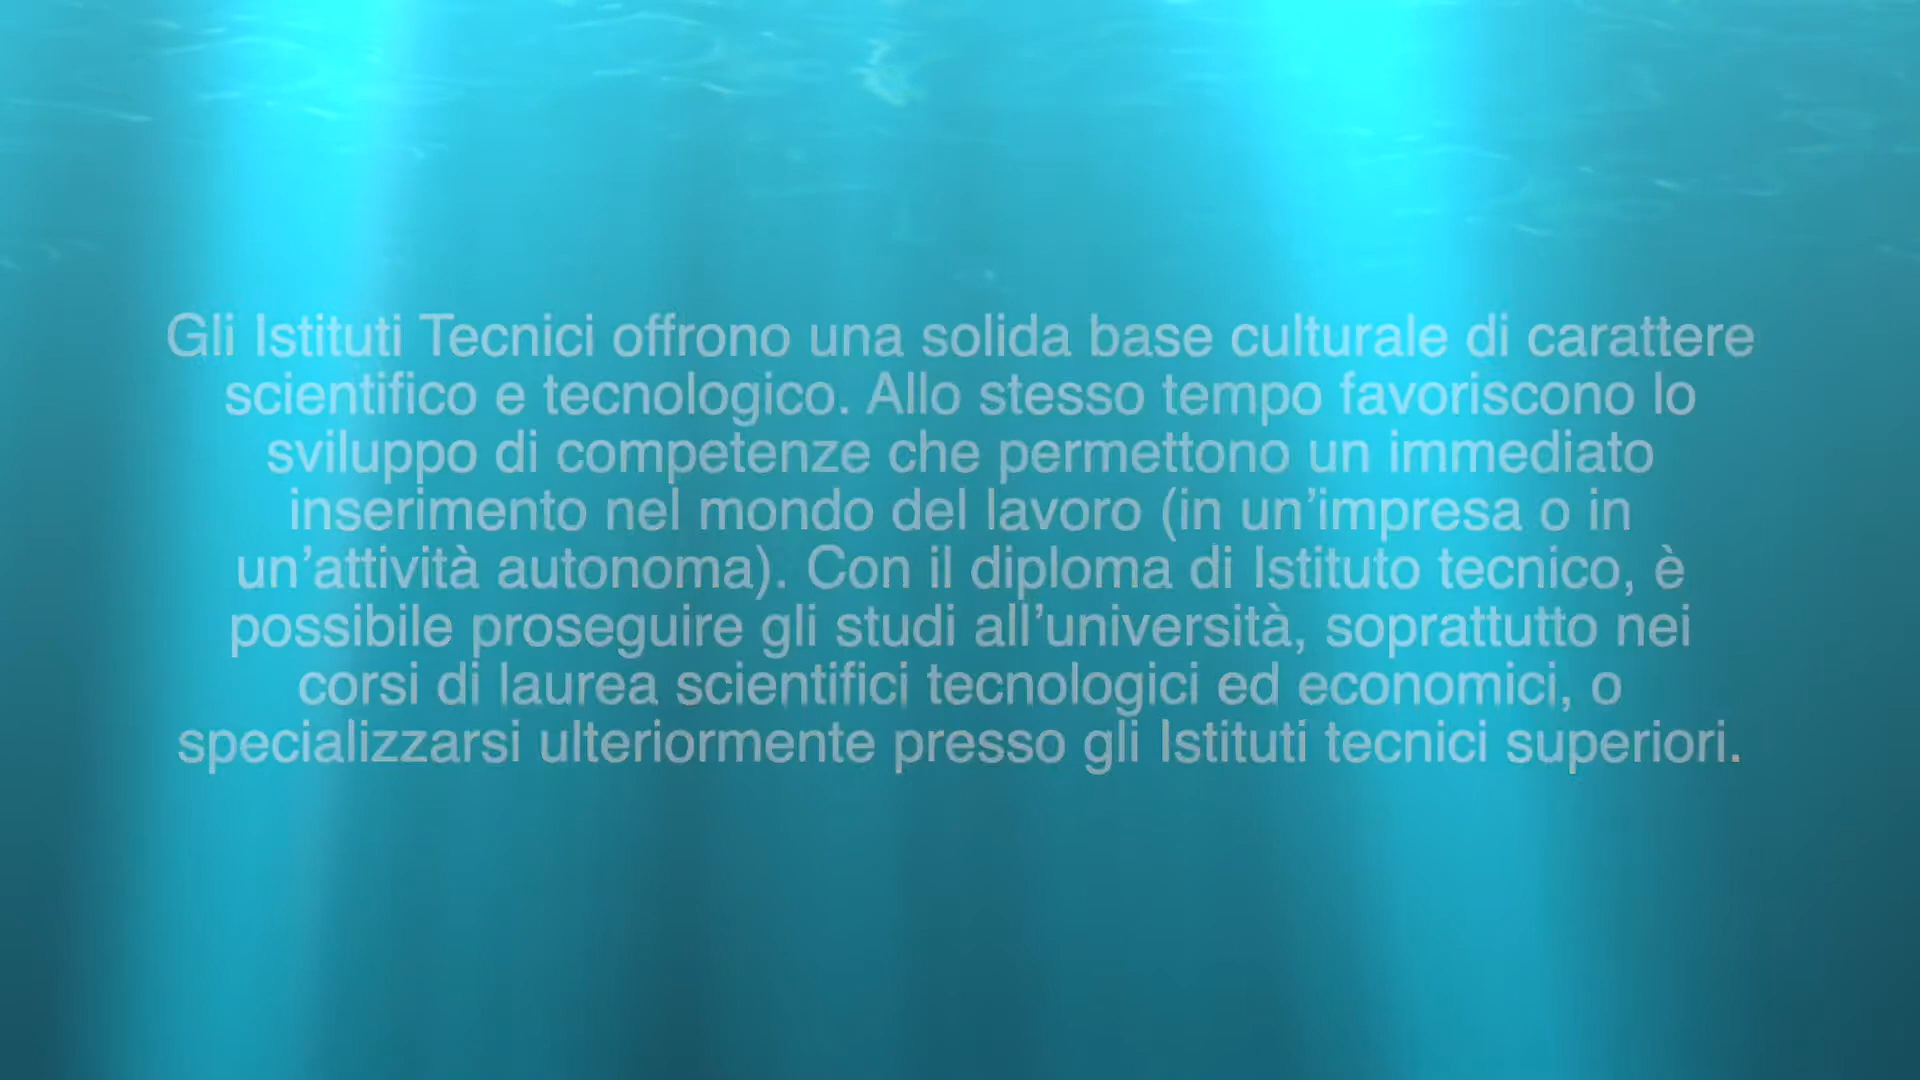 Gli Istituti Tecnici offrono una solida base culturale di carattere
scientifico e tecnologico. Allo stesso tempo favoriscono lo
sviluppo di competenze che permettono un immediato
inserimento nel mondo del lavoro (in un’impresa o in
un’attività autonoma). Con il diploma di Istituto tecnico, è
possibile proseguire gli studi all’università, soprattutto nei
corsi di laurea scientifici tecnologici ed economici, o
specializzarsi ulteriormente presso gli Istituti tecnici superiori.